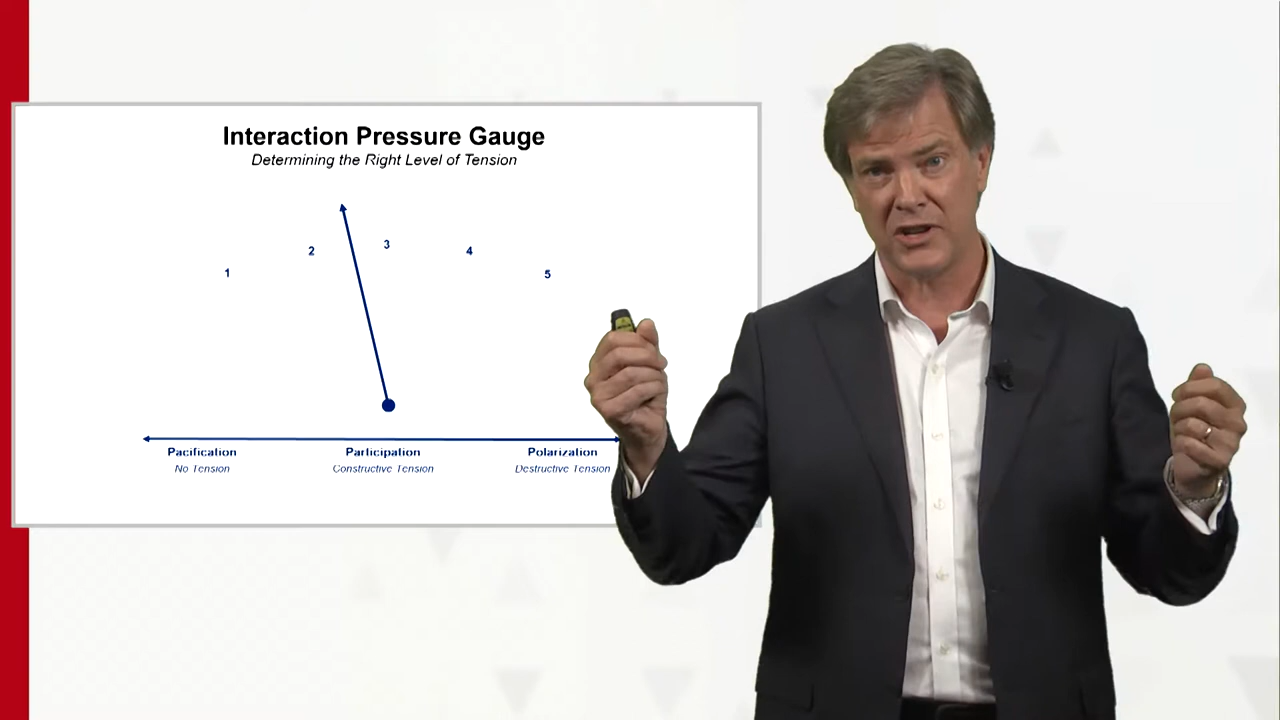 Interaction Pressure Gauge
Determining the Right Level of Tension
1
2
3
4
5
Pacification
Participation
Polarization
No Tension
Constructive Tension
Destructive Tension